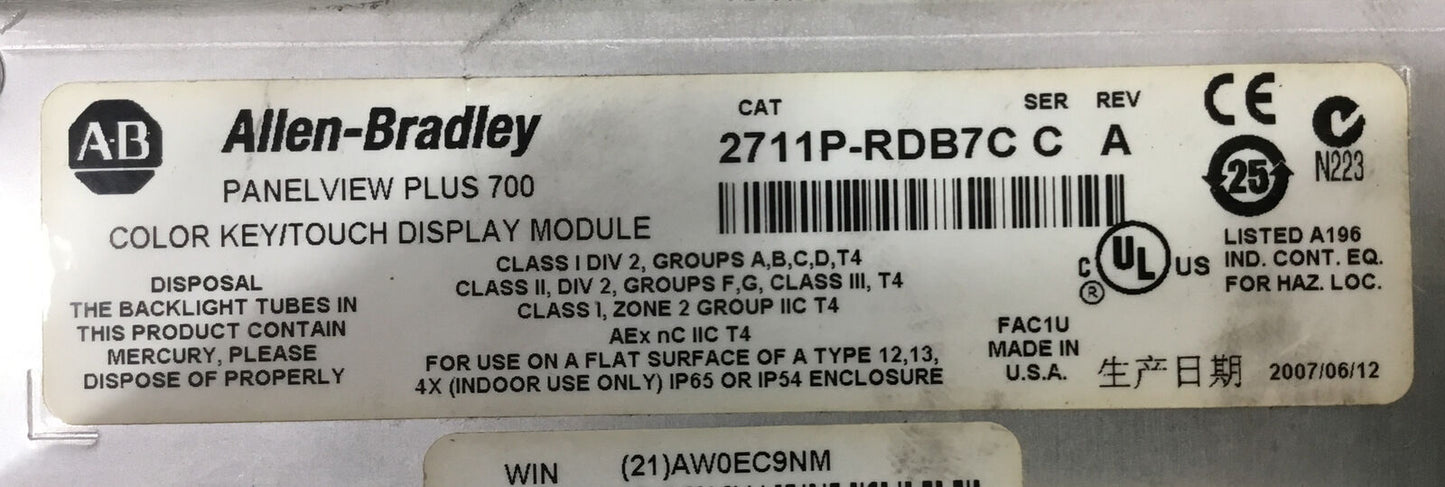 A·B
Allen-Bradley
PANELVIEW PLUS 700
COLOR KEY/TOUCH DISPLAY MODULE
CAT SER REV
2711P-RDB7C C A
CE
25
N223
DISPOSAL
THE BACKLIGHT TUBES IN
THIS PRODUCT CONTAIN
MERCURY, PLEASE
DISPOSE OF PROPERLY
CLASS I DIV 2, GROUPS A,B,C,D,T4
CLASS II, DIV 2, GROUPS F,G, CLASS III, T4
CLASS I, ZONE 2 GROUP IIC T4
AEx nC IIC T4
FOR USE ON A FLAT SURFACE OF A TYPE 12,13,
4X (INDOOR USE ONLY) IP65 OR IP54 ENCLOSURE
C UL US
®
LISTED A196
IND. CONT. EQ.
FOR HAZ. LOC.
FAC1U
MADE IN
U.S.A.
生产日期 2007/06/12
WIN (21)AW0EC9NM